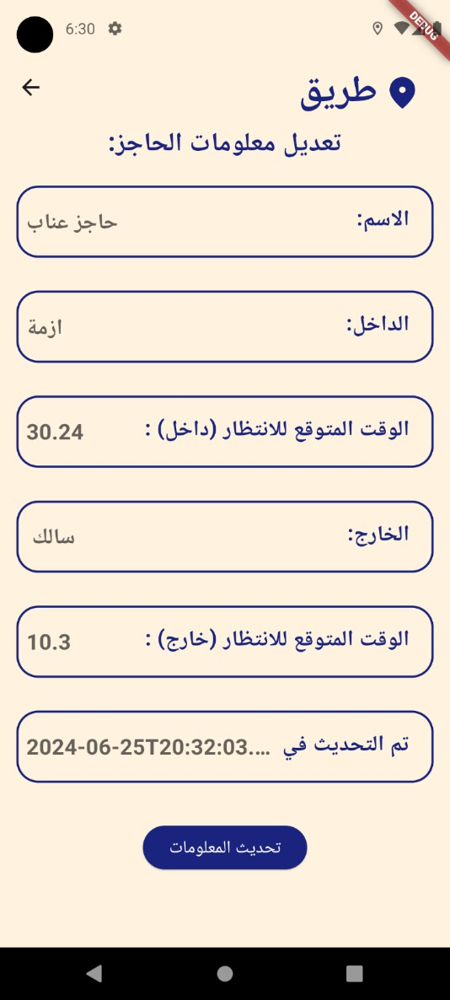 6:30
DEBUG
طريق
تعديل معلومات الحاجز:
الاسم: حاجز عناب
الداخل: ازمة
الوقت المتوقع للانتظار (داخل) : 30.24
الخارج: سالك
الوقت المتوقع للانتظار (خارج) : 10.3
تم التحديث في 2024-06-25T20:32:03....
تحديث المعلومات